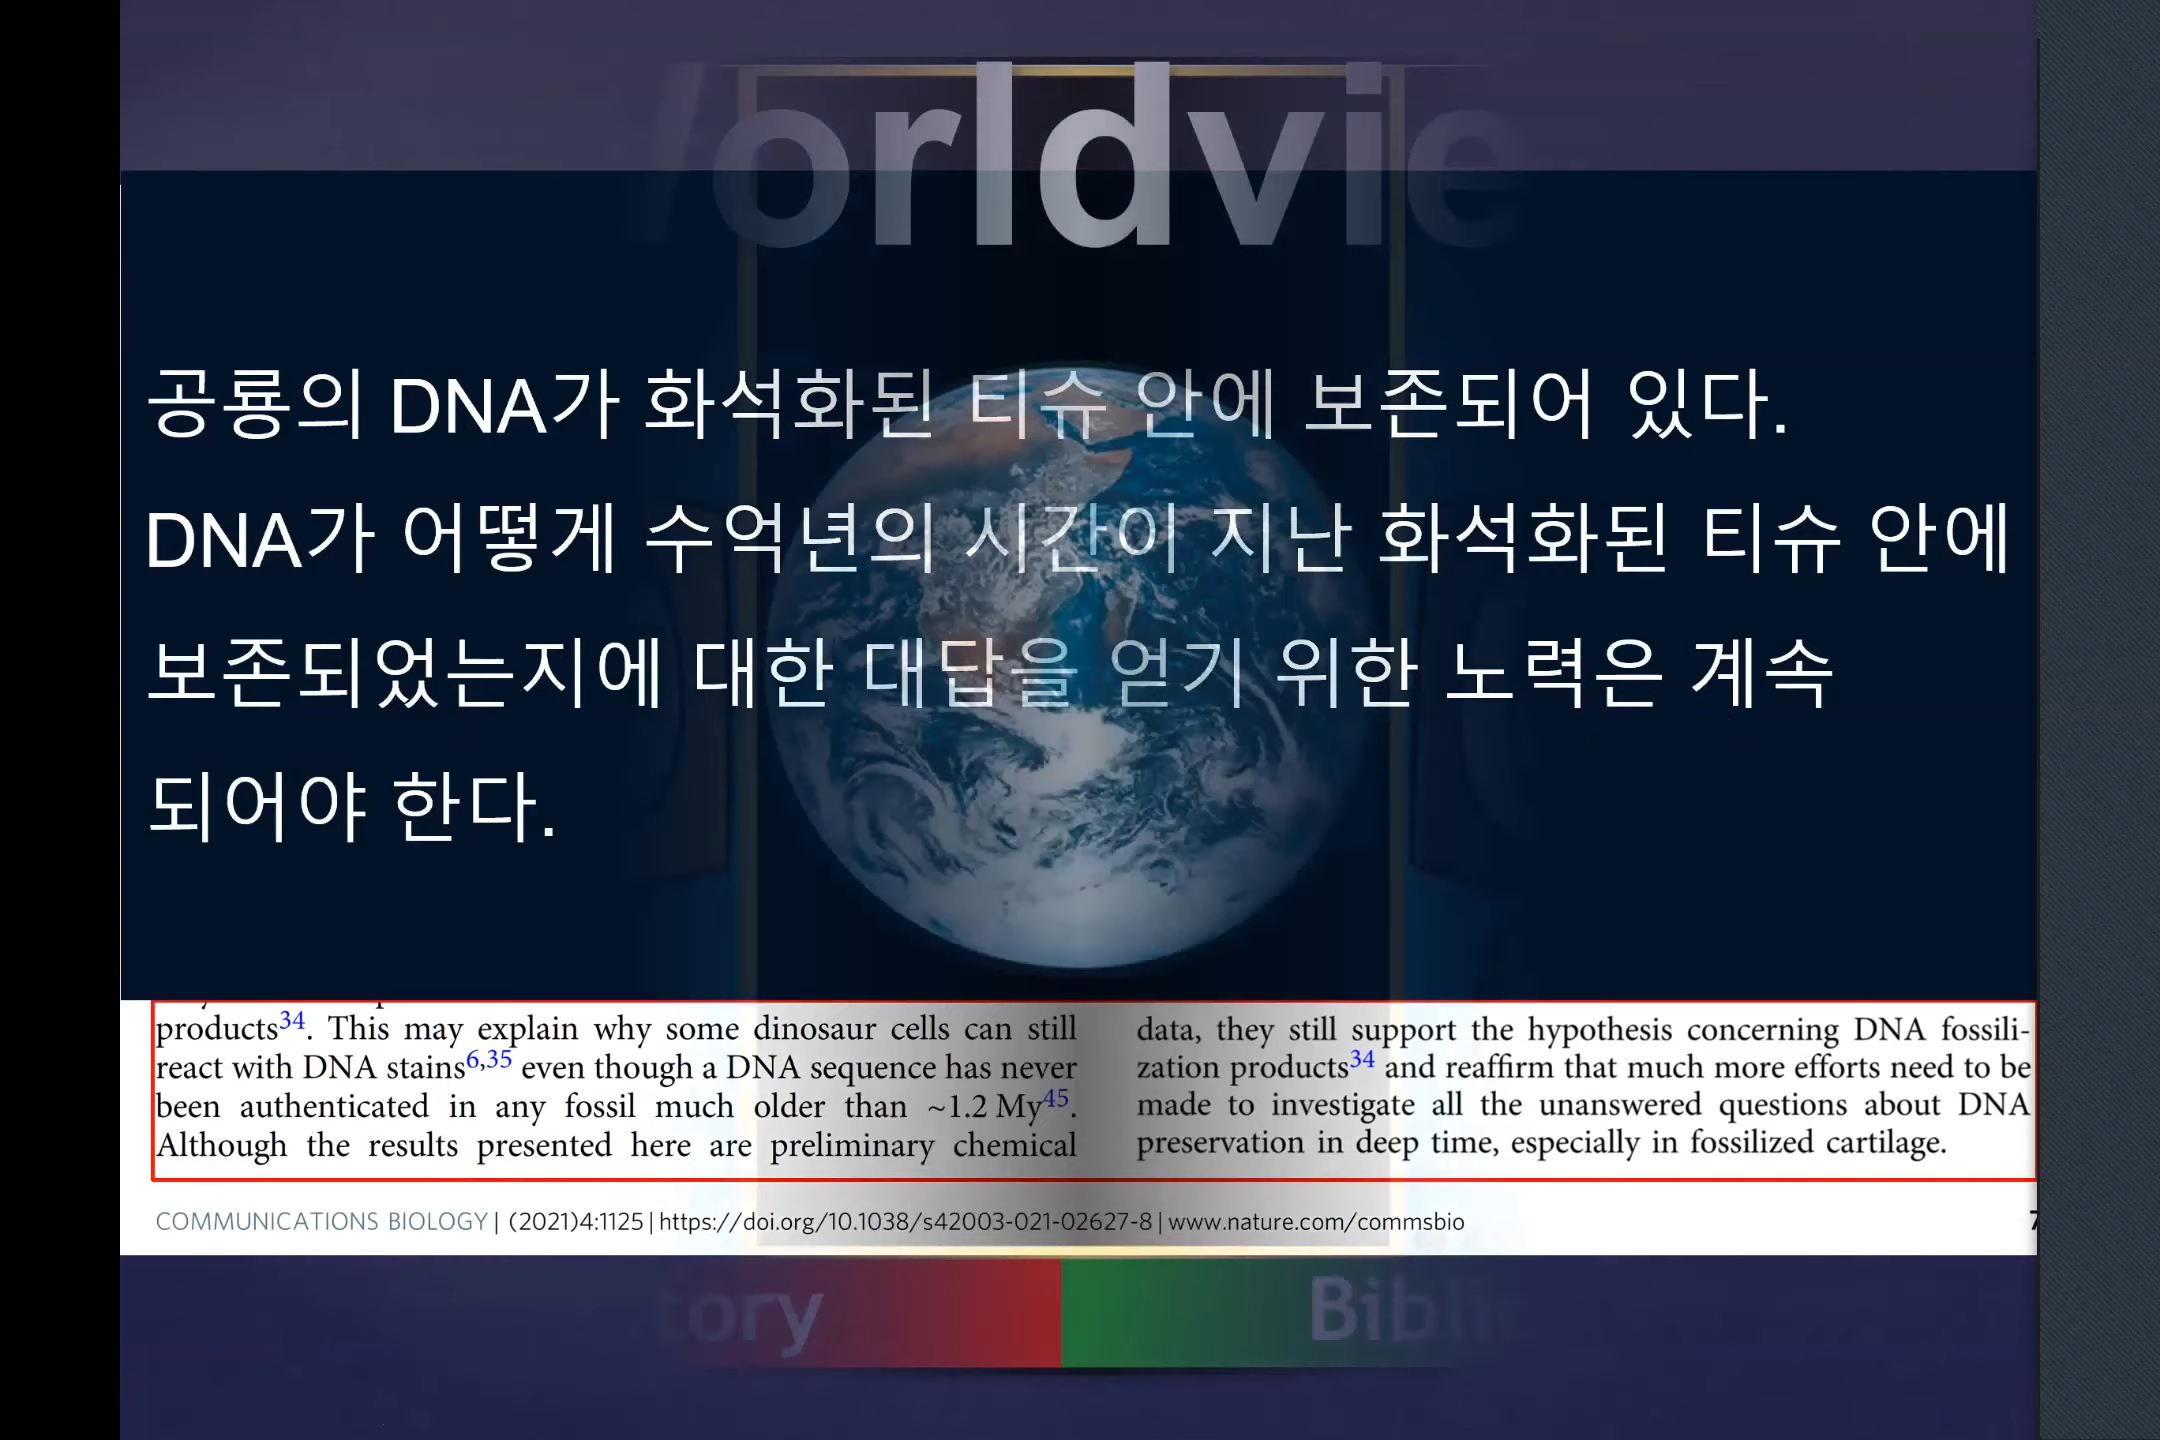 orldvie
공룡의 DNA가 화석화된 티슈 안에 보존되어 있다.
DNA가 어떻게 수억년의 시간이 지난 화석화된 티슈 안에
보존되었는지에 대한 대답을 얻기 위한 노력은 계속
되어야 한다.
products34. This may explain why some dinosaur cells can still
react with DNA stains6,35 even though a DNA sequence has never
been authenticated in any fossil much older than ~1.2 My45.
Although the results presented here are preliminary chemical
data, they still support the hypothesis concerning DNA fossili-
zation products34 and reaffirm that much more efforts need to be
made to investigate all the unanswered questions about DNA
preservation in deep time, especially in fossilized cartilage.
COMMUNICATIONS BIOLOGY | (2021)4:1125 | https://doi.org/10.1038/s42003-021-02627-8 | www.nature.com/commsbio
7
tory
Bibl